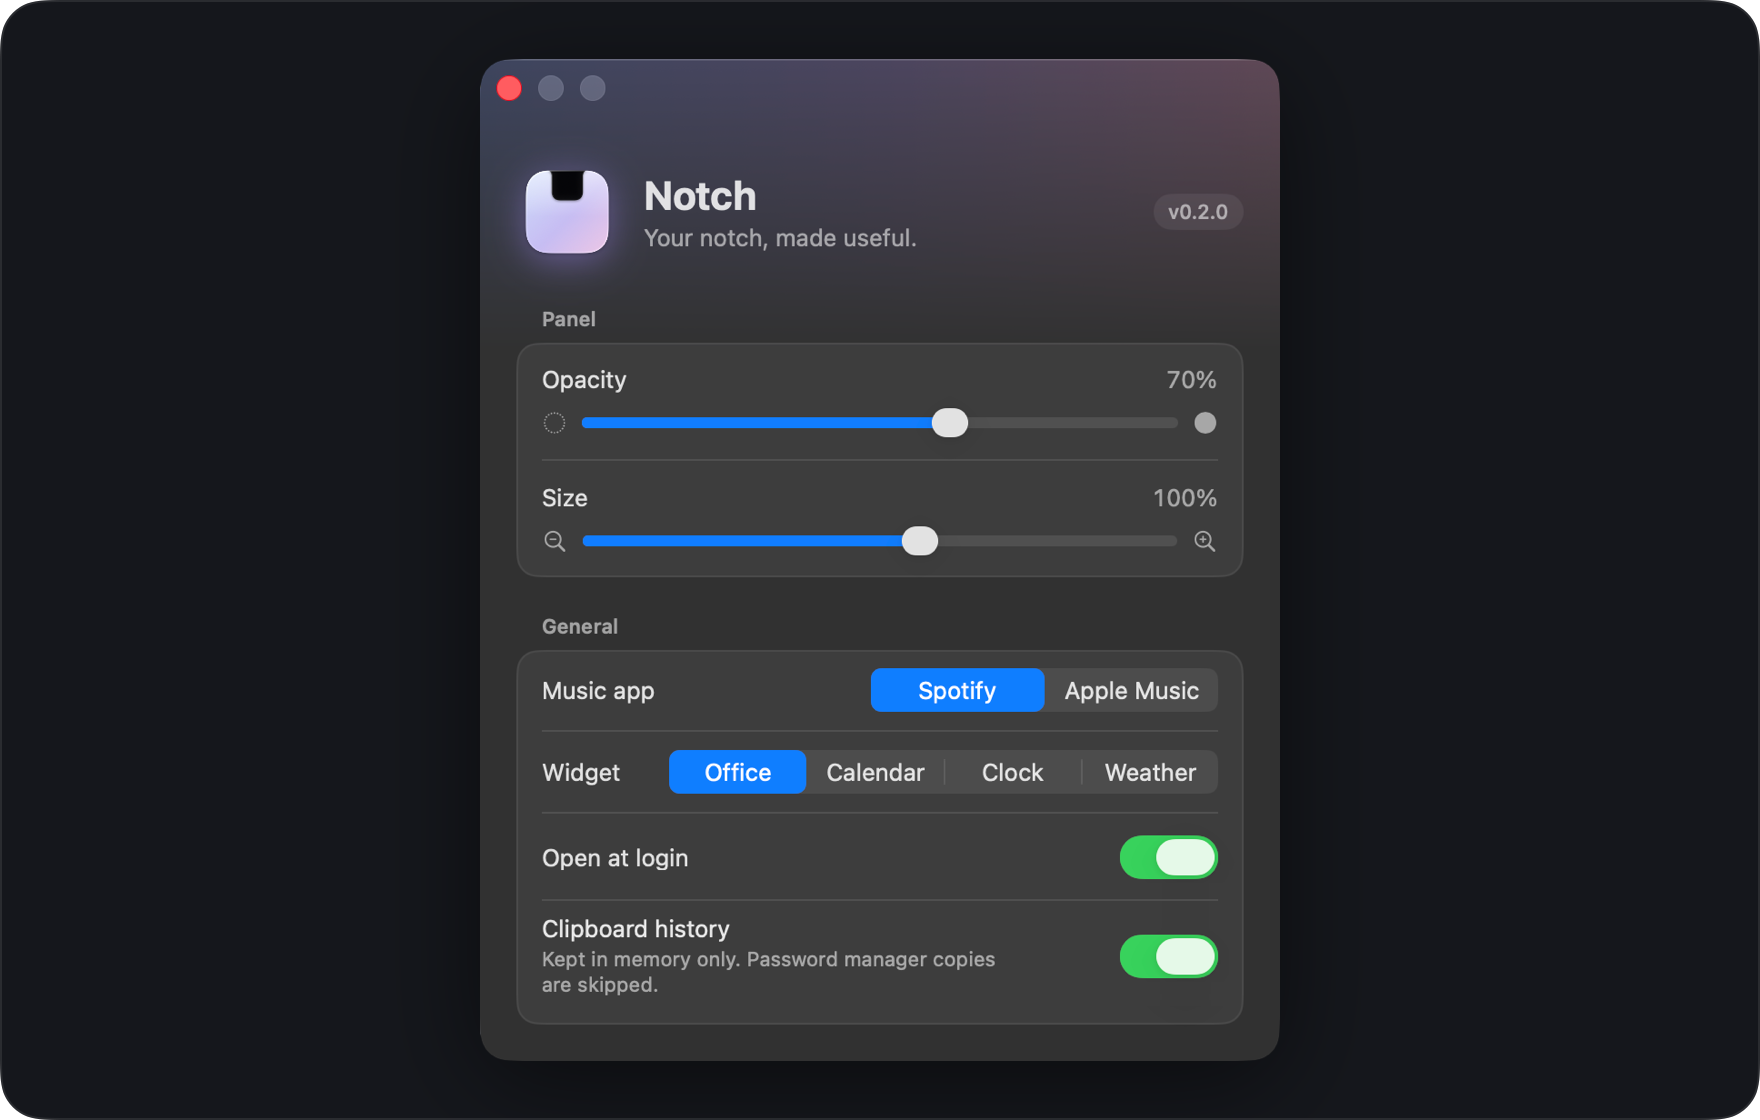 Notch
Your notch, made useful.
v0.2.0
Panel
Opacity 70%
Size 100%
General
Music app Spotify Apple Music
Widget Office Calendar Clock Weather
Open at login
Clipboard history
Kept in memory only. Password manager copies
are skipped.